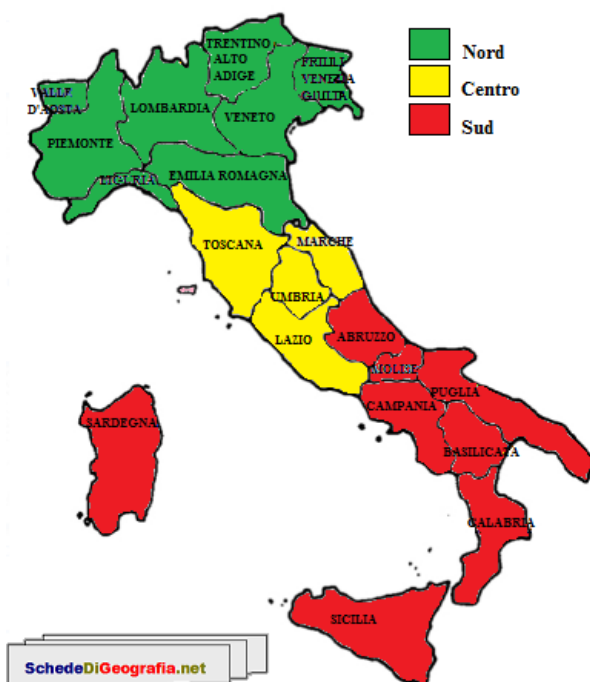 TRENTINO
ALTO
ADIGE
FRIULI
VENEZIA
GIULIA
VALLE
D'AOSTA
LOMBARDIA
VENETO
PIEMONTE
LIGURIA
EMILIA ROMAGNA
TOSCANA
MARCHE
UMBRIA
LAZIO
ABRUZZO
MOLISE
PUGLIA
CAMPANIA
BASILICATA
SARDEGNA
CALABRIA
SICILIA
Nord
Centro
Sud
SchedeDiGeografia.net